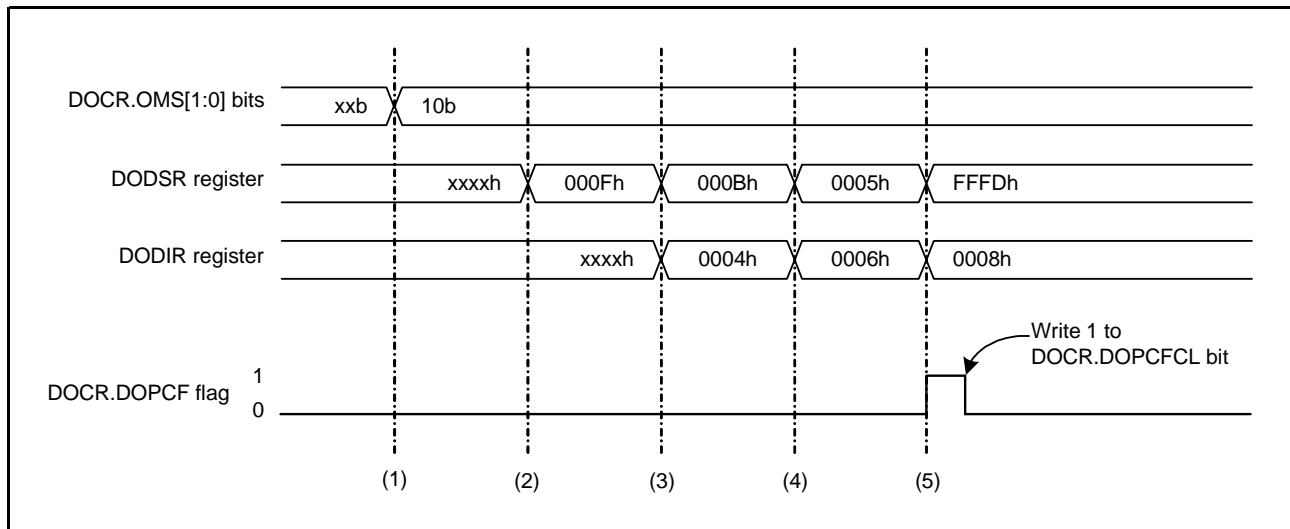 DOCR.OMS[1:0] bits xxb 10b
DODSR register xxxxh 000Fh 000Bh 0005h FFFDh
DODIR register xxxxh 0004h 0006h 0008h
Write 1 to
DOCR.DOPCFCL bit
DOCR.DOPCF flag 1
0
(1) (2) (3) (4) (5)